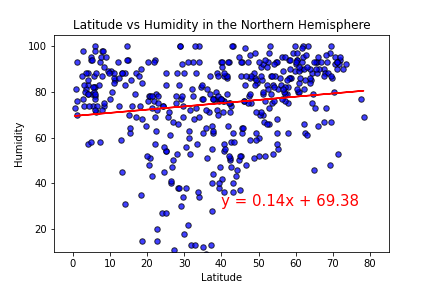 Latitude vs Humidity in the Northern Hemisphere
100
80
60
40
20
Humidity
y = 0.14x + 69.38
0 10 20 30 40 50 60 70 80
Latitude